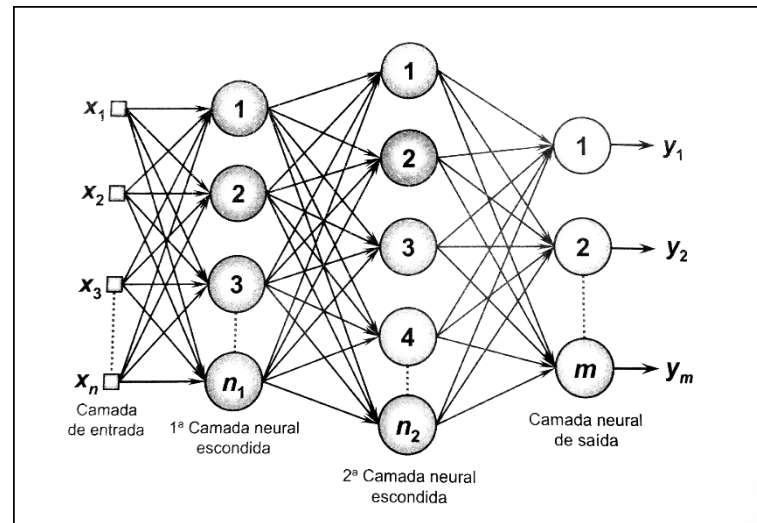 x1
x2
x3
xn
Camada
de entrada
1
2
3
n1
1ª Camada neural
escondida
1
2
3
4
n2
2ª Camada neural
escondida
1
2
m
Camada neural
de saída
y1
y2
ym